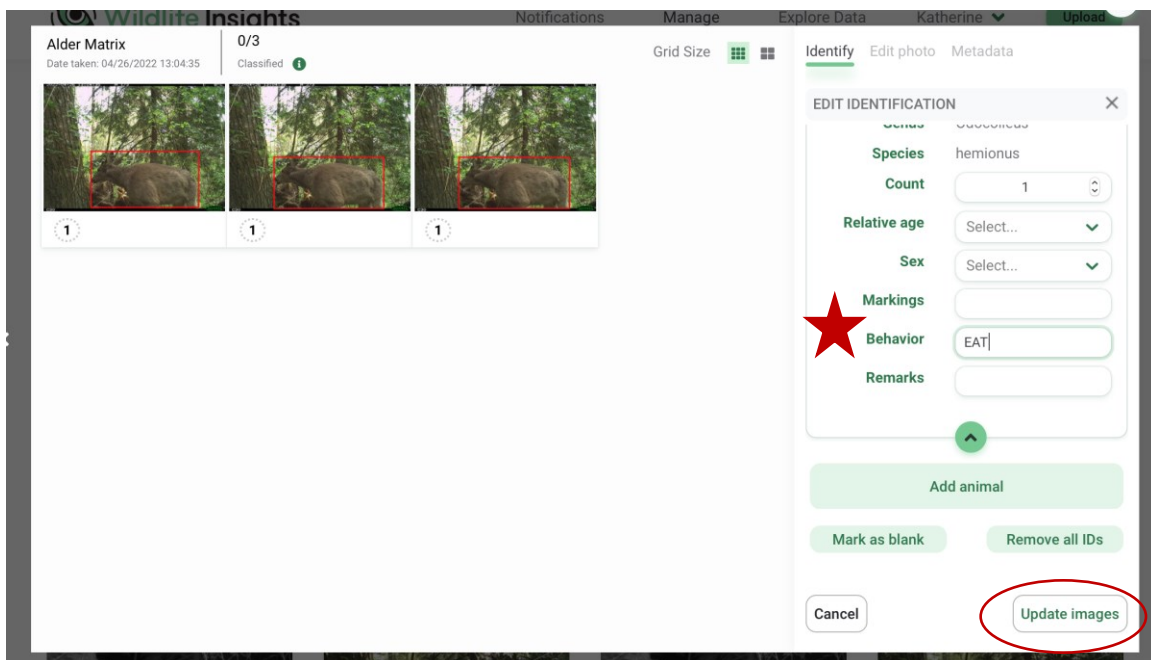 Wildlife Insights
Notifications
Manage
Explore Data
Katherine
Upload
Alder Matrix
Date taken: 04/26/2022 13:04:35
0/3
Classified
Grid Size
Identify
Edit photo
Metadata
EDIT IDENTIFICATION
Genus Odocoileus
Species hemionus
Count 1
Relative age Select...
Sex Select...
Markings
Behavior EAT
Remarks
1
1
1
Add animal
Mark as blank
Remove all IDs
Cancel
Update images